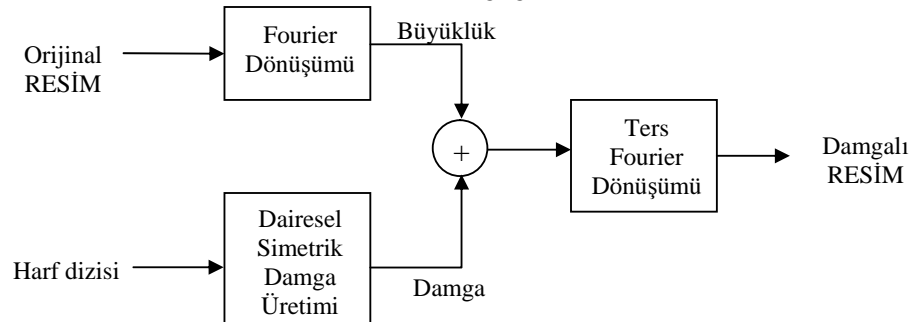 Orijinal
RESİM
Fourier
Dönüşümü
Büyüklük
+
Ters
Fourier
Dönüşümü
Damgalı
RESİM
Harf dizisi
Dairesel
Simetrik
Damga
Üretimi
Damga